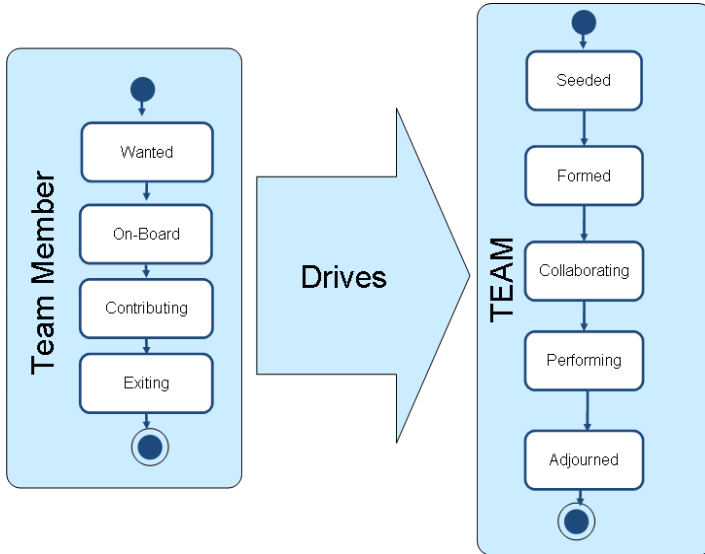 Team Member
Wanted
On-Board
Contributing
Exiting
Drives
TEAM
Seeded
Formed
Collaborating
Performing
Adjourned